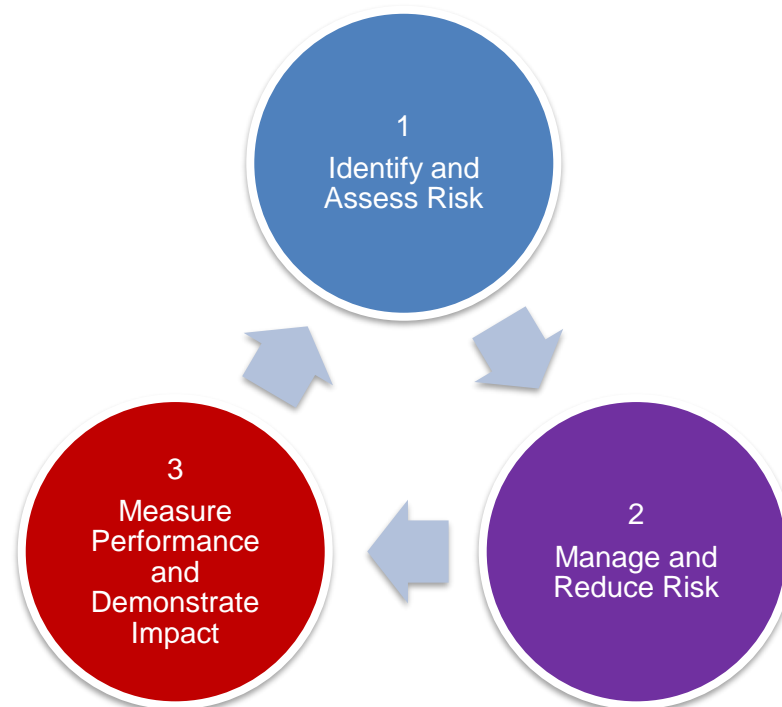 1
Identify and
Assess Risk
2
Manage and
Reduce Risk
3
Measure
Performance
and
Demonstrate
Impact